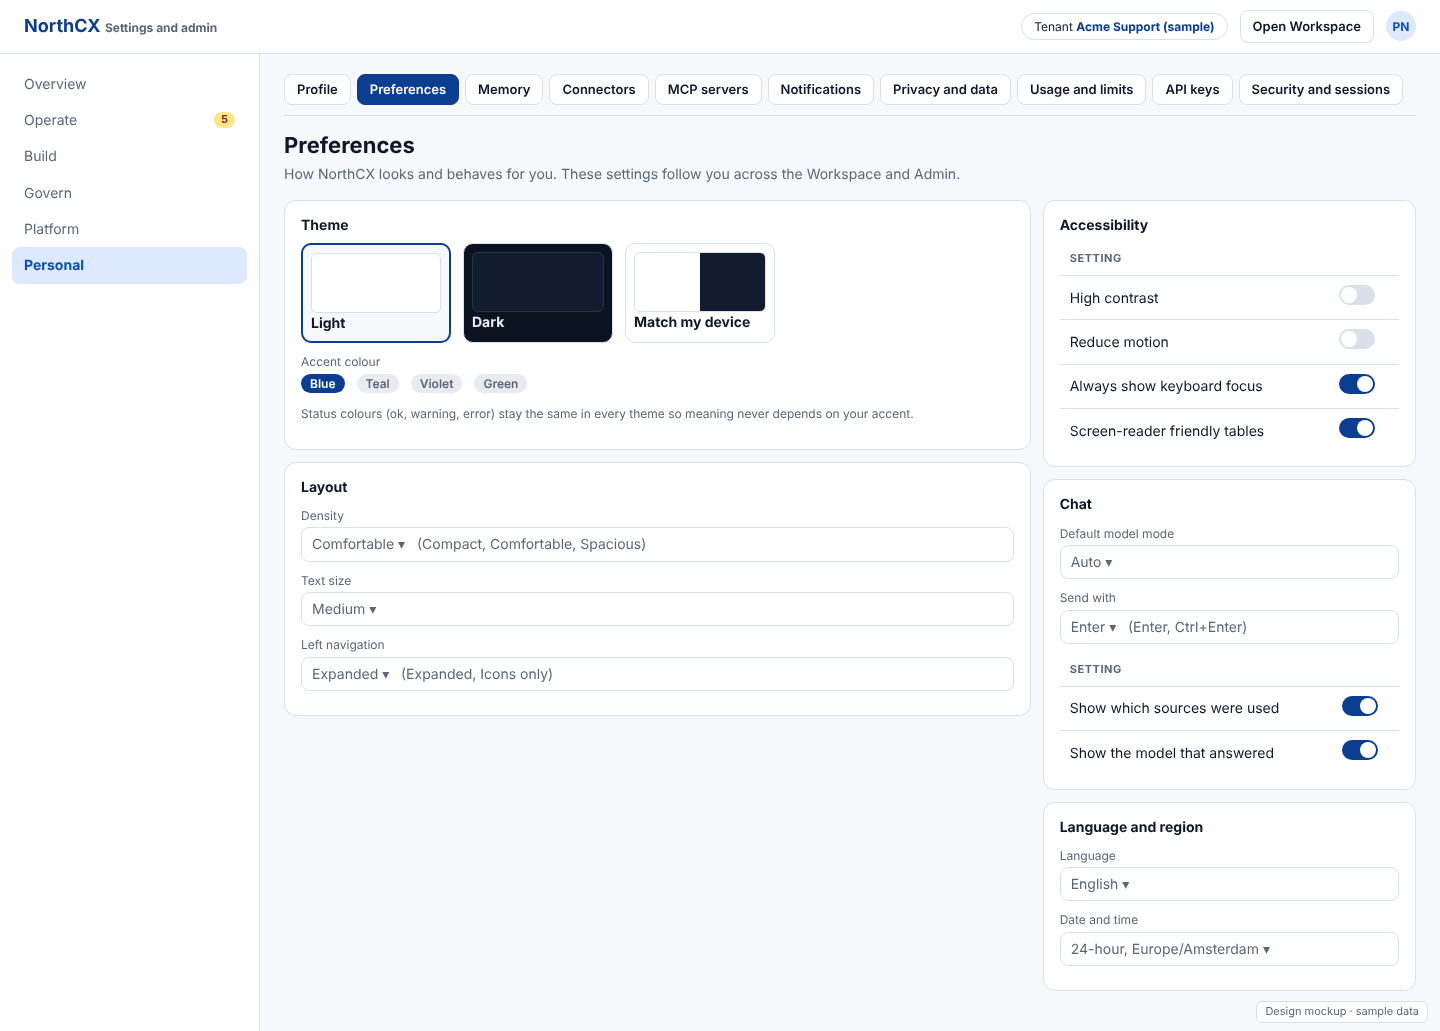 NorthCX Settings and admin
Tenant Acme Support (sample)
Open Workspace
PN
Overview
Operate 5
Build
Govern
Platform
Personal
Profile
Preferences
Memory
Connectors
MCP servers
Notifications
Privacy and data
Usage and limits
API keys
Security and sessions
Preferences
How NorthCX looks and behaves for you. These settings follow you across the Workspace and Admin.
Theme
Light
Dark
Match my device
Accent colour
Blue
Teal
Violet
Green
Status colours (ok, warning, error) stay the same in every theme so meaning never depends on your accent.
Layout
Density
Comfortable ▾ (Compact, Comfortable, Spacious)
Text size
Medium ▾
Left navigation
Expanded ▾ (Expanded, Icons only)
Accessibility
SETTING
High contrast
Reduce motion
Always show keyboard focus
Screen-reader friendly tables
Chat
Default model mode
Auto ▾
Send with
Enter ▾ (Enter, Ctrl+Enter)
SETTING
Show which sources were used
Show the model that answered
Language and region
Language
English ▾
Date and time
24-hour, Europe/Amsterdam ▾
Design mockup · sample data